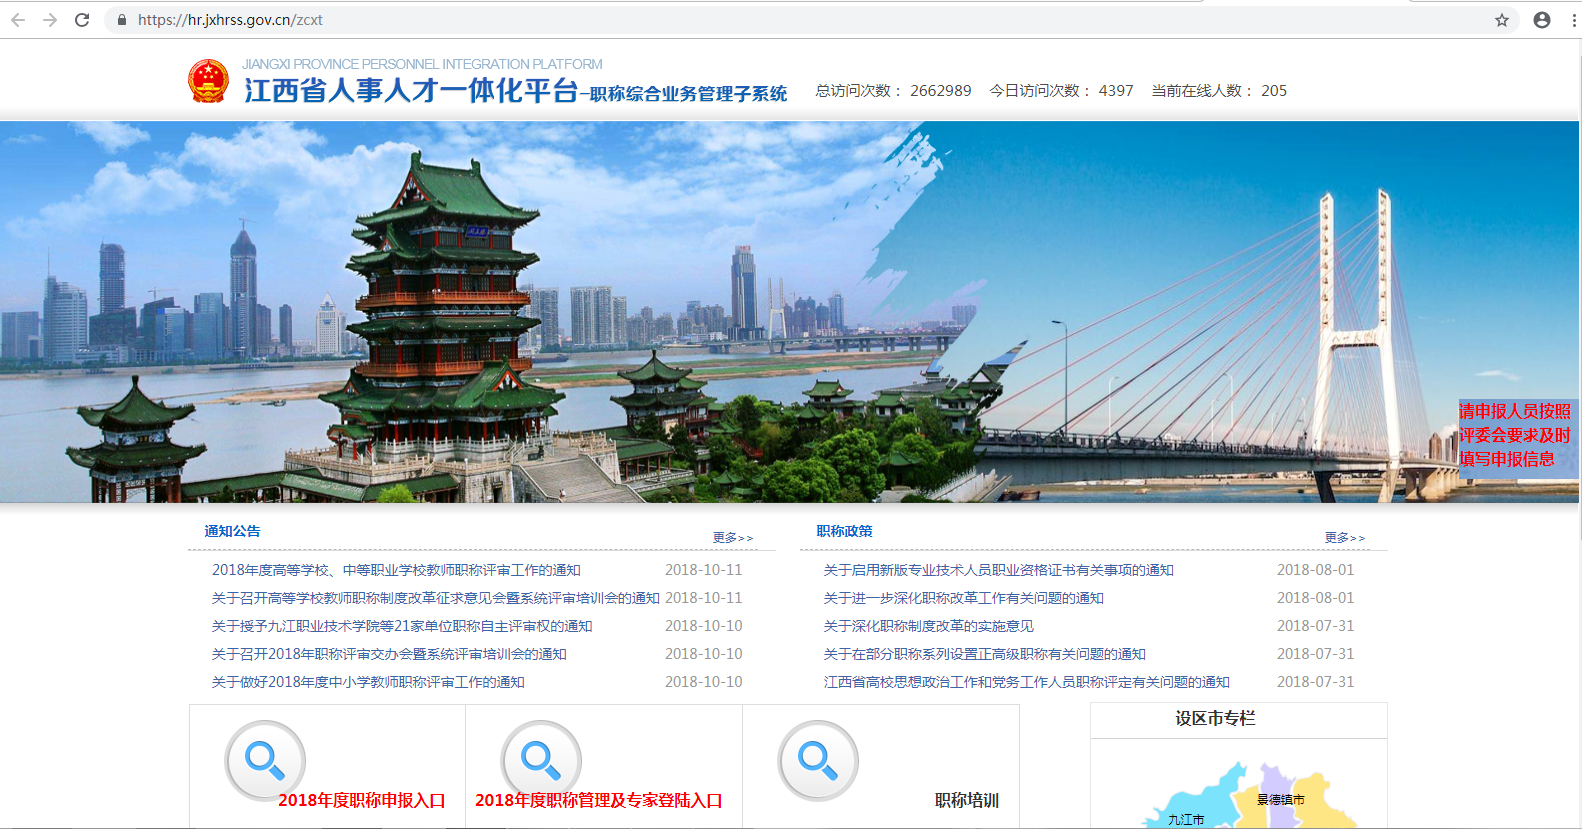 https://hr.jxhrss.gov.cn/zcxt
JIANGXI PROVINCE PERSONNEL INTEGRATION PLATFORM
江西省人事人才一体化平台–职称综合业务管理子系统
总访问次数： 2662989 今日访问次数： 4397 当前在线人数： 205
请申报人员按照
评委会要求及时
填写申报信息
通知公告
更多>>
2018年度高等学校、中等职业学校教师职称评审工作的通知 2018-10-11
关于召开高等学校教师职称制度改革征求意见会暨系统评审培训会的通知 2018-10-11
关于授予九江职业技术学院等21家单位职称自主评审权的通知 2018-10-10
关于召开2018年职称评审交办会暨系统评审培训会的通知 2018-10-10
关于做好2018年度中小学教师职称评审工作的通知 2018-10-10
职称政策
更多>>
关于启用新版专业技术人员职业资格证书有关事项的通知 2018-08-01
关于进一步深化职称改革工作有关问题的通知 2018-08-01
关于深化职称制度改革的实施意见 2018-07-31
关于在部分职称系列设置正高级职称有关问题的通知 2018-07-31
江西省高校思想政治工作和党务工作人员职称评定有关问题的通知 2018-07-31
2018年度职称申报入口
2018年度职称管理及专家登陆入口
职称培训
设区市专栏
景德镇市
九江市